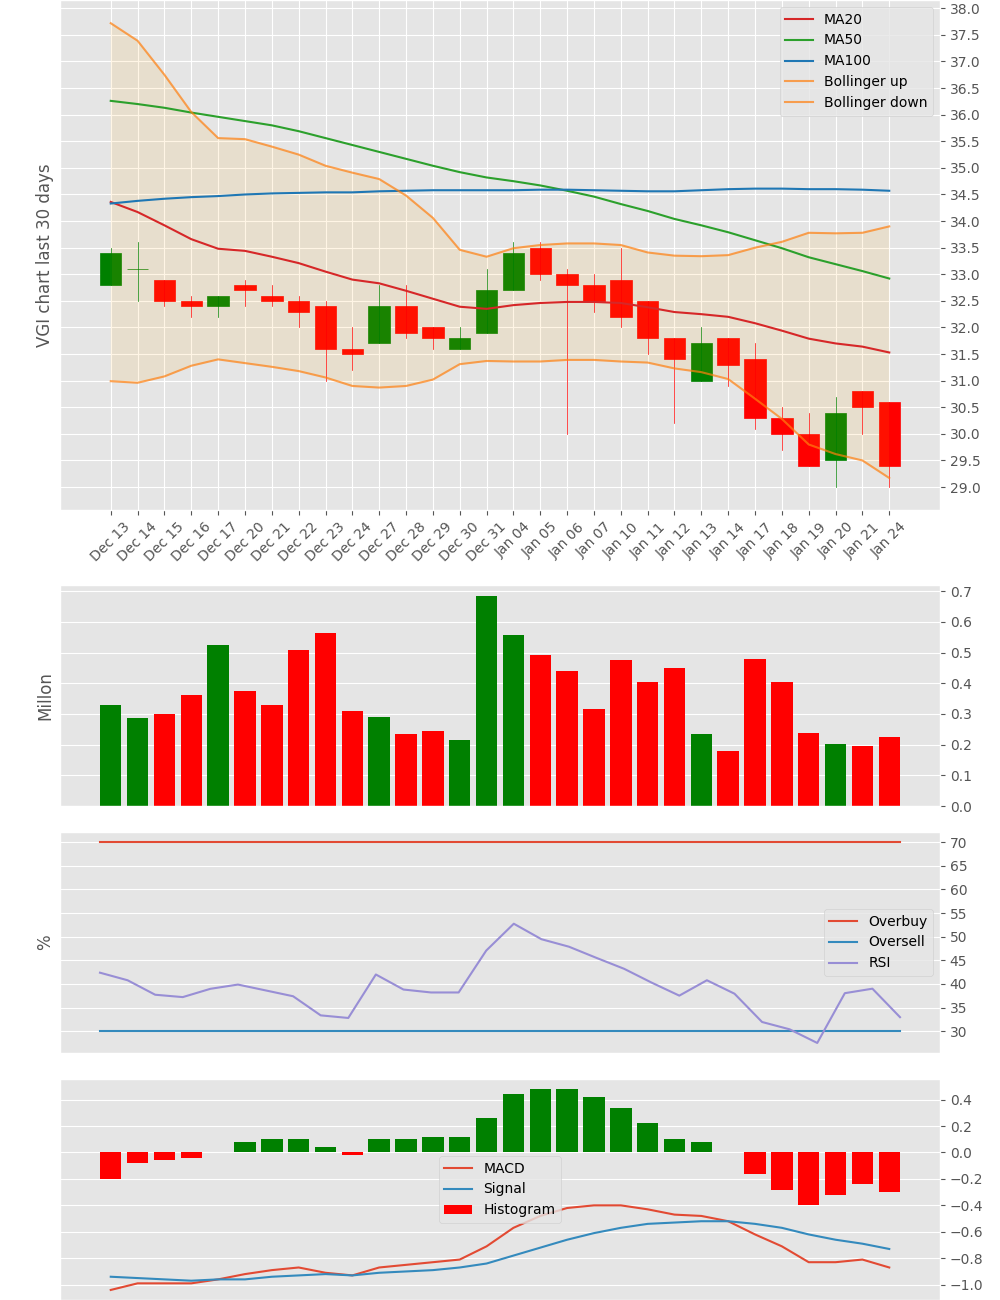 VGI chart last 30 days
MA20
MA50
MA100
Bollinger up
Bollinger down
38.0
37.5
37.0
36.5
36.0
35.5
35.0
34.5
34.0
33.5
33.0
32.5
32.0
31.5
31.0
30.5
30.0
29.5
29.0
Dec 13
Dec 14
Dec 15
Dec 16
Dec 17
Dec 20
Dec 21
Dec 22
Dec 23
Dec 24
Dec 27
Dec 28
Dec 29
Dec 30
Dec 31
Jan 04
Jan 05
Jan 06
Jan 07
Jan 10
Jan 11
Jan 12
Jan 13
Jan 14
Jan 17
Jan 18
Jan 19
Jan 20
Jan 21
Jan 24
Millon
0.7
0.6
0.5
0.4
0.3
0.2
0.1
0.0
%
Overbuy
Oversell
RSI
70
65
60
55
50
45
40
35
30
MACD
Signal
Histogram
0.4
0.2
0.0
−0.2
−0.4
−0.6
−0.8
−1.0